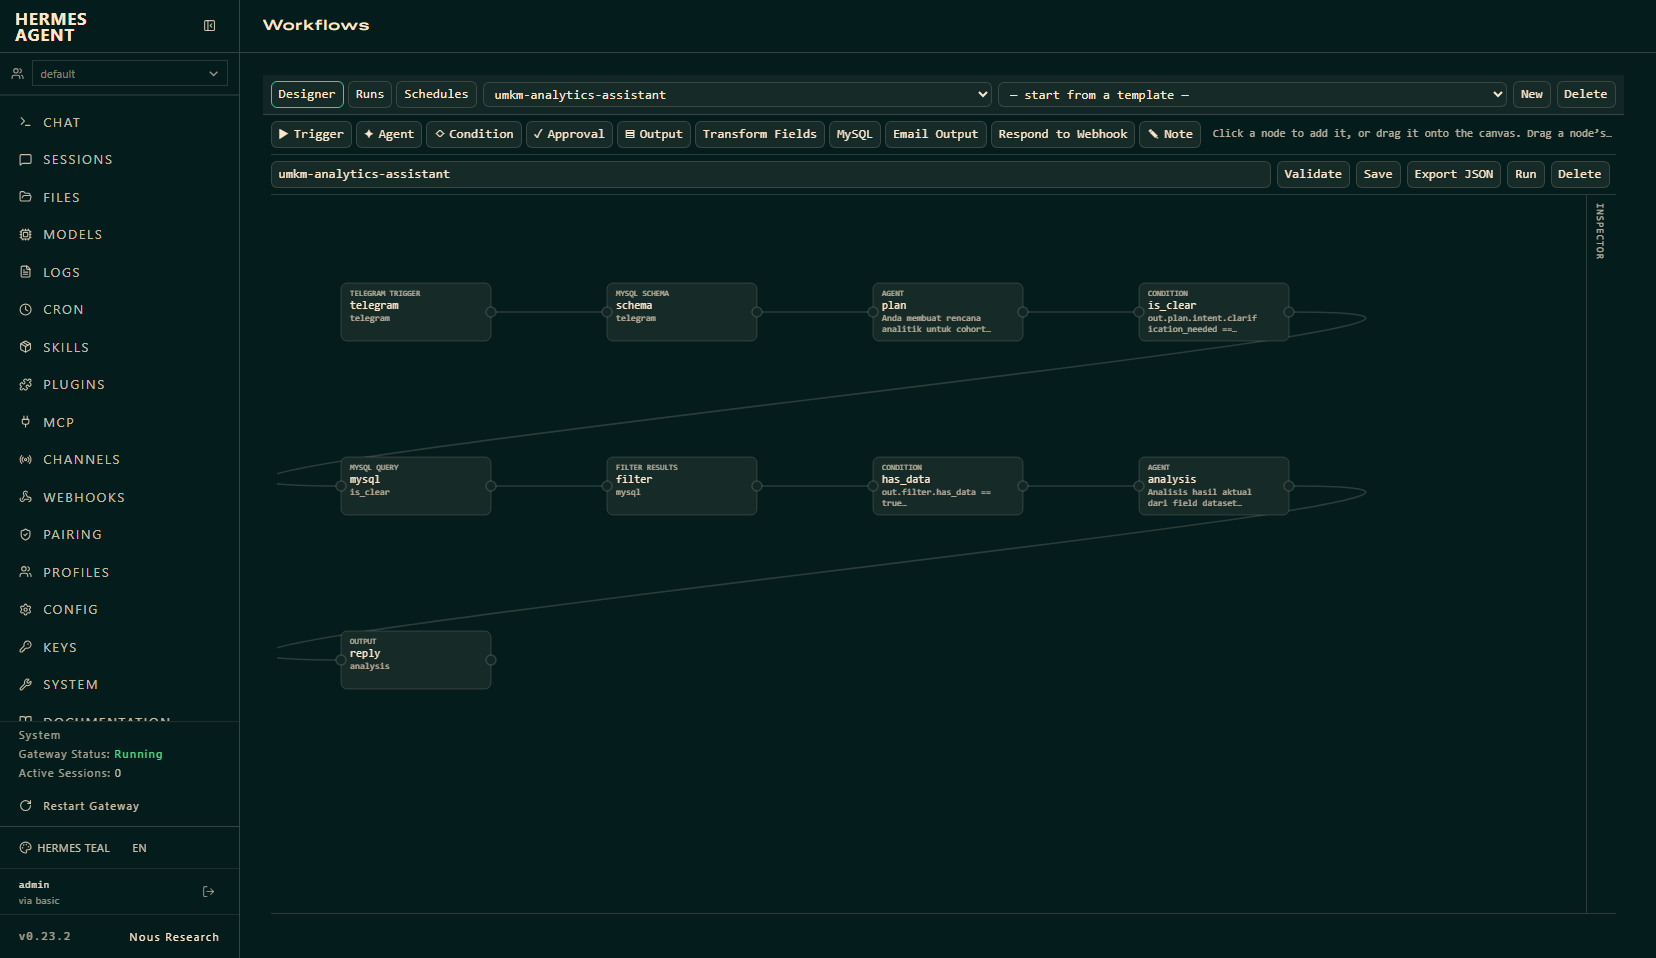 HERMES
AGENT
default
CHAT
SESSIONS
FILES
MODELS
LOGS
CRON
SKILLS
PLUGINS
MCP
CHANNELS
WEBHOOKS
PAIRING
PROFILES
CONFIG
KEYS
SYSTEM
DOCUMENTATION
System
Gateway Status: Running
Active Sessions: 0
Restart Gateway
HERMES TEAL EN
admin
via basic
v0.23.2 Nous Research
Workflows
Designer Runs Schedules umkm-analytics-assistant — start from a template — New Delete
Trigger Agent Condition Approval Output Transform Fields MySQL Email Output Respond to Webhook Note Click a node to add it, or drag it onto the canvas. Drag a node's…
umkm-analytics-assistant Validate Save Export JSON Run Delete
INSPECTOR
TELEGRAM TRIGGER
telegram
telegram
MYSQL SCHEMA
schema
telegram
AGENT
plan
Anda membuat rencana
analitik untuk cohort…
CONDITION
is_clear
out.plan.intent.clarif
ication_needed ==…
MYSQL QUERY
mysql
is_clear
FILTER RESULTS
filter
mysql
CONDITION
has_data
out.filter.has_data ==
true…
AGENT
analysis
Analisis hasil aktual
dari field dataset…
OUTPUT
reply
analysis